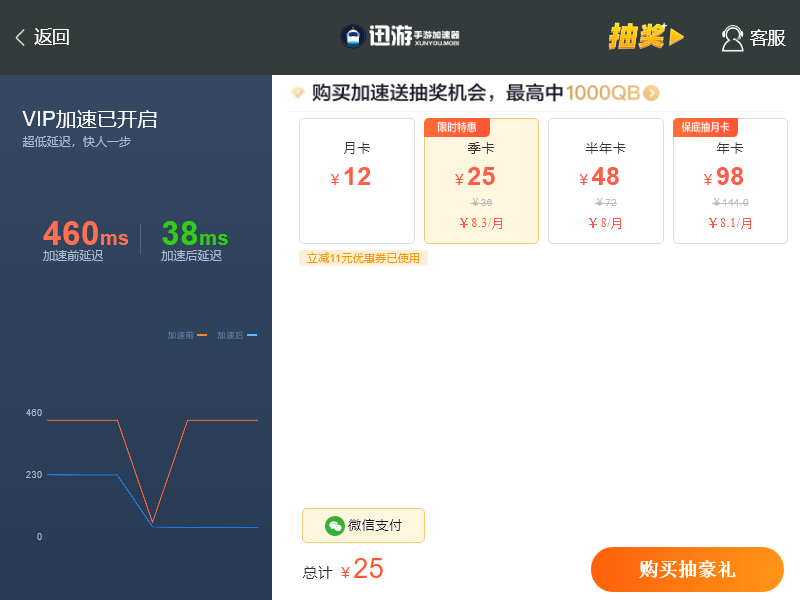 返回
迅游手游加速器
XUNYOU.MOBI
抽奖
客服
VIP加速已开启
超低延迟，快人一步
460ms
加速前延迟
38ms
加速后延迟
加速前
加速后
460
230
0
购买加速送抽奖机会，最高中1000QB
月卡
￥12
限时特惠
季卡
￥25
￥36
￥8.3/月
半年卡
￥48
￥72
￥8/月
保底抽月卡
年卡
￥98
￥144.0
￥8.1/月
立减11元优惠券已使用
微信支付
总计 ￥25
购买抽豪礼